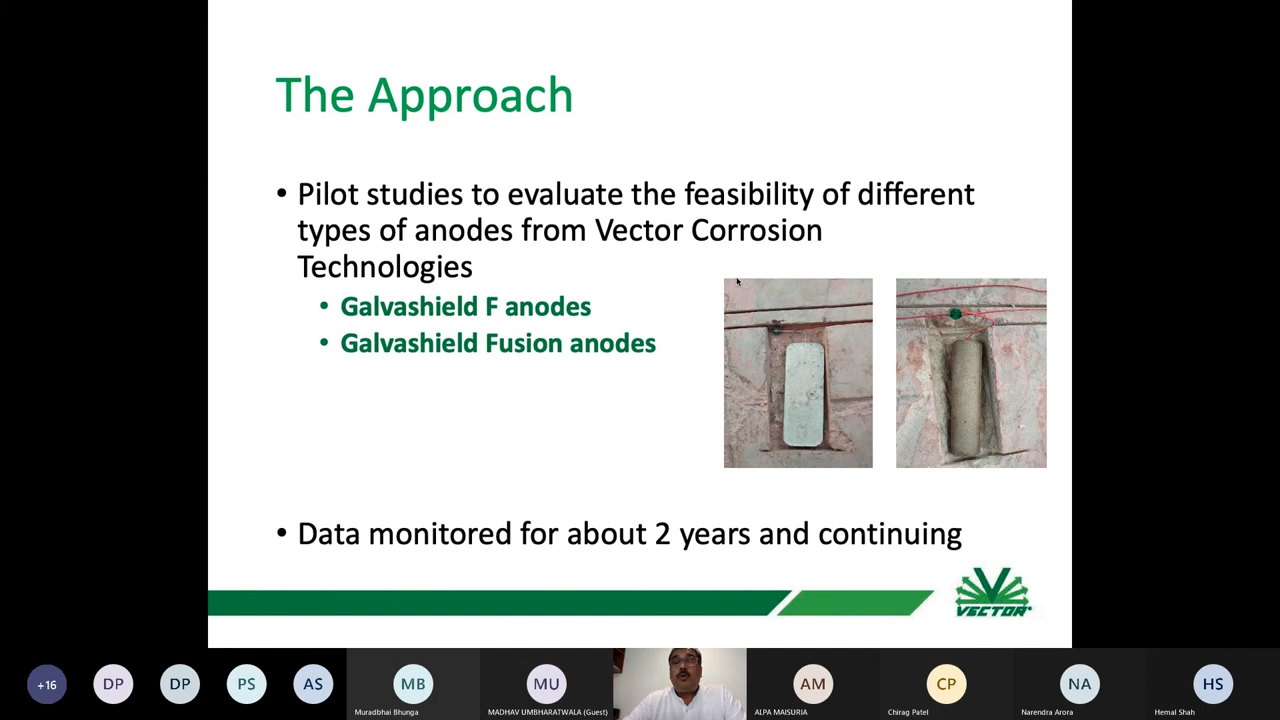 The Approach
• Pilot studies to evaluate the feasibility of different
types of anodes from Vector Corrosion
Technologies
• Galvashield F anodes
• Galvashield Fusion anodes
• Data monitored for about 2 years and continuing
VECTOR®
+16
DP
DP
PS
AS
MB
MU
AM
CP
NA
HS
Muradbhai Bhunga
MADHAV UMBHARATWALA (Guest)
ALPA MAISURIA
Chirag Patel
Narendra Arora
Hemal Shah